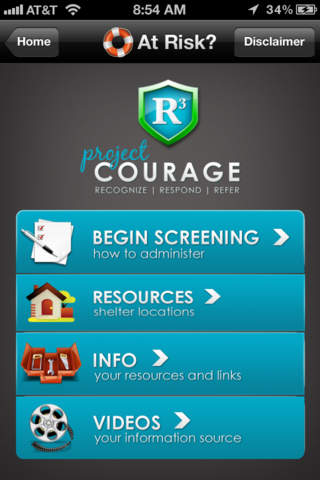 AT&T 8:54 AM 34%
Home At Risk? Disclaimer
R3
project
COURAGE
RECOGNIZE | RESPOND | REFER
BEGIN SCREENING
how to administer
RESOURCES
shelter locations
INFO
your resources and links
VIDEOS
your information source